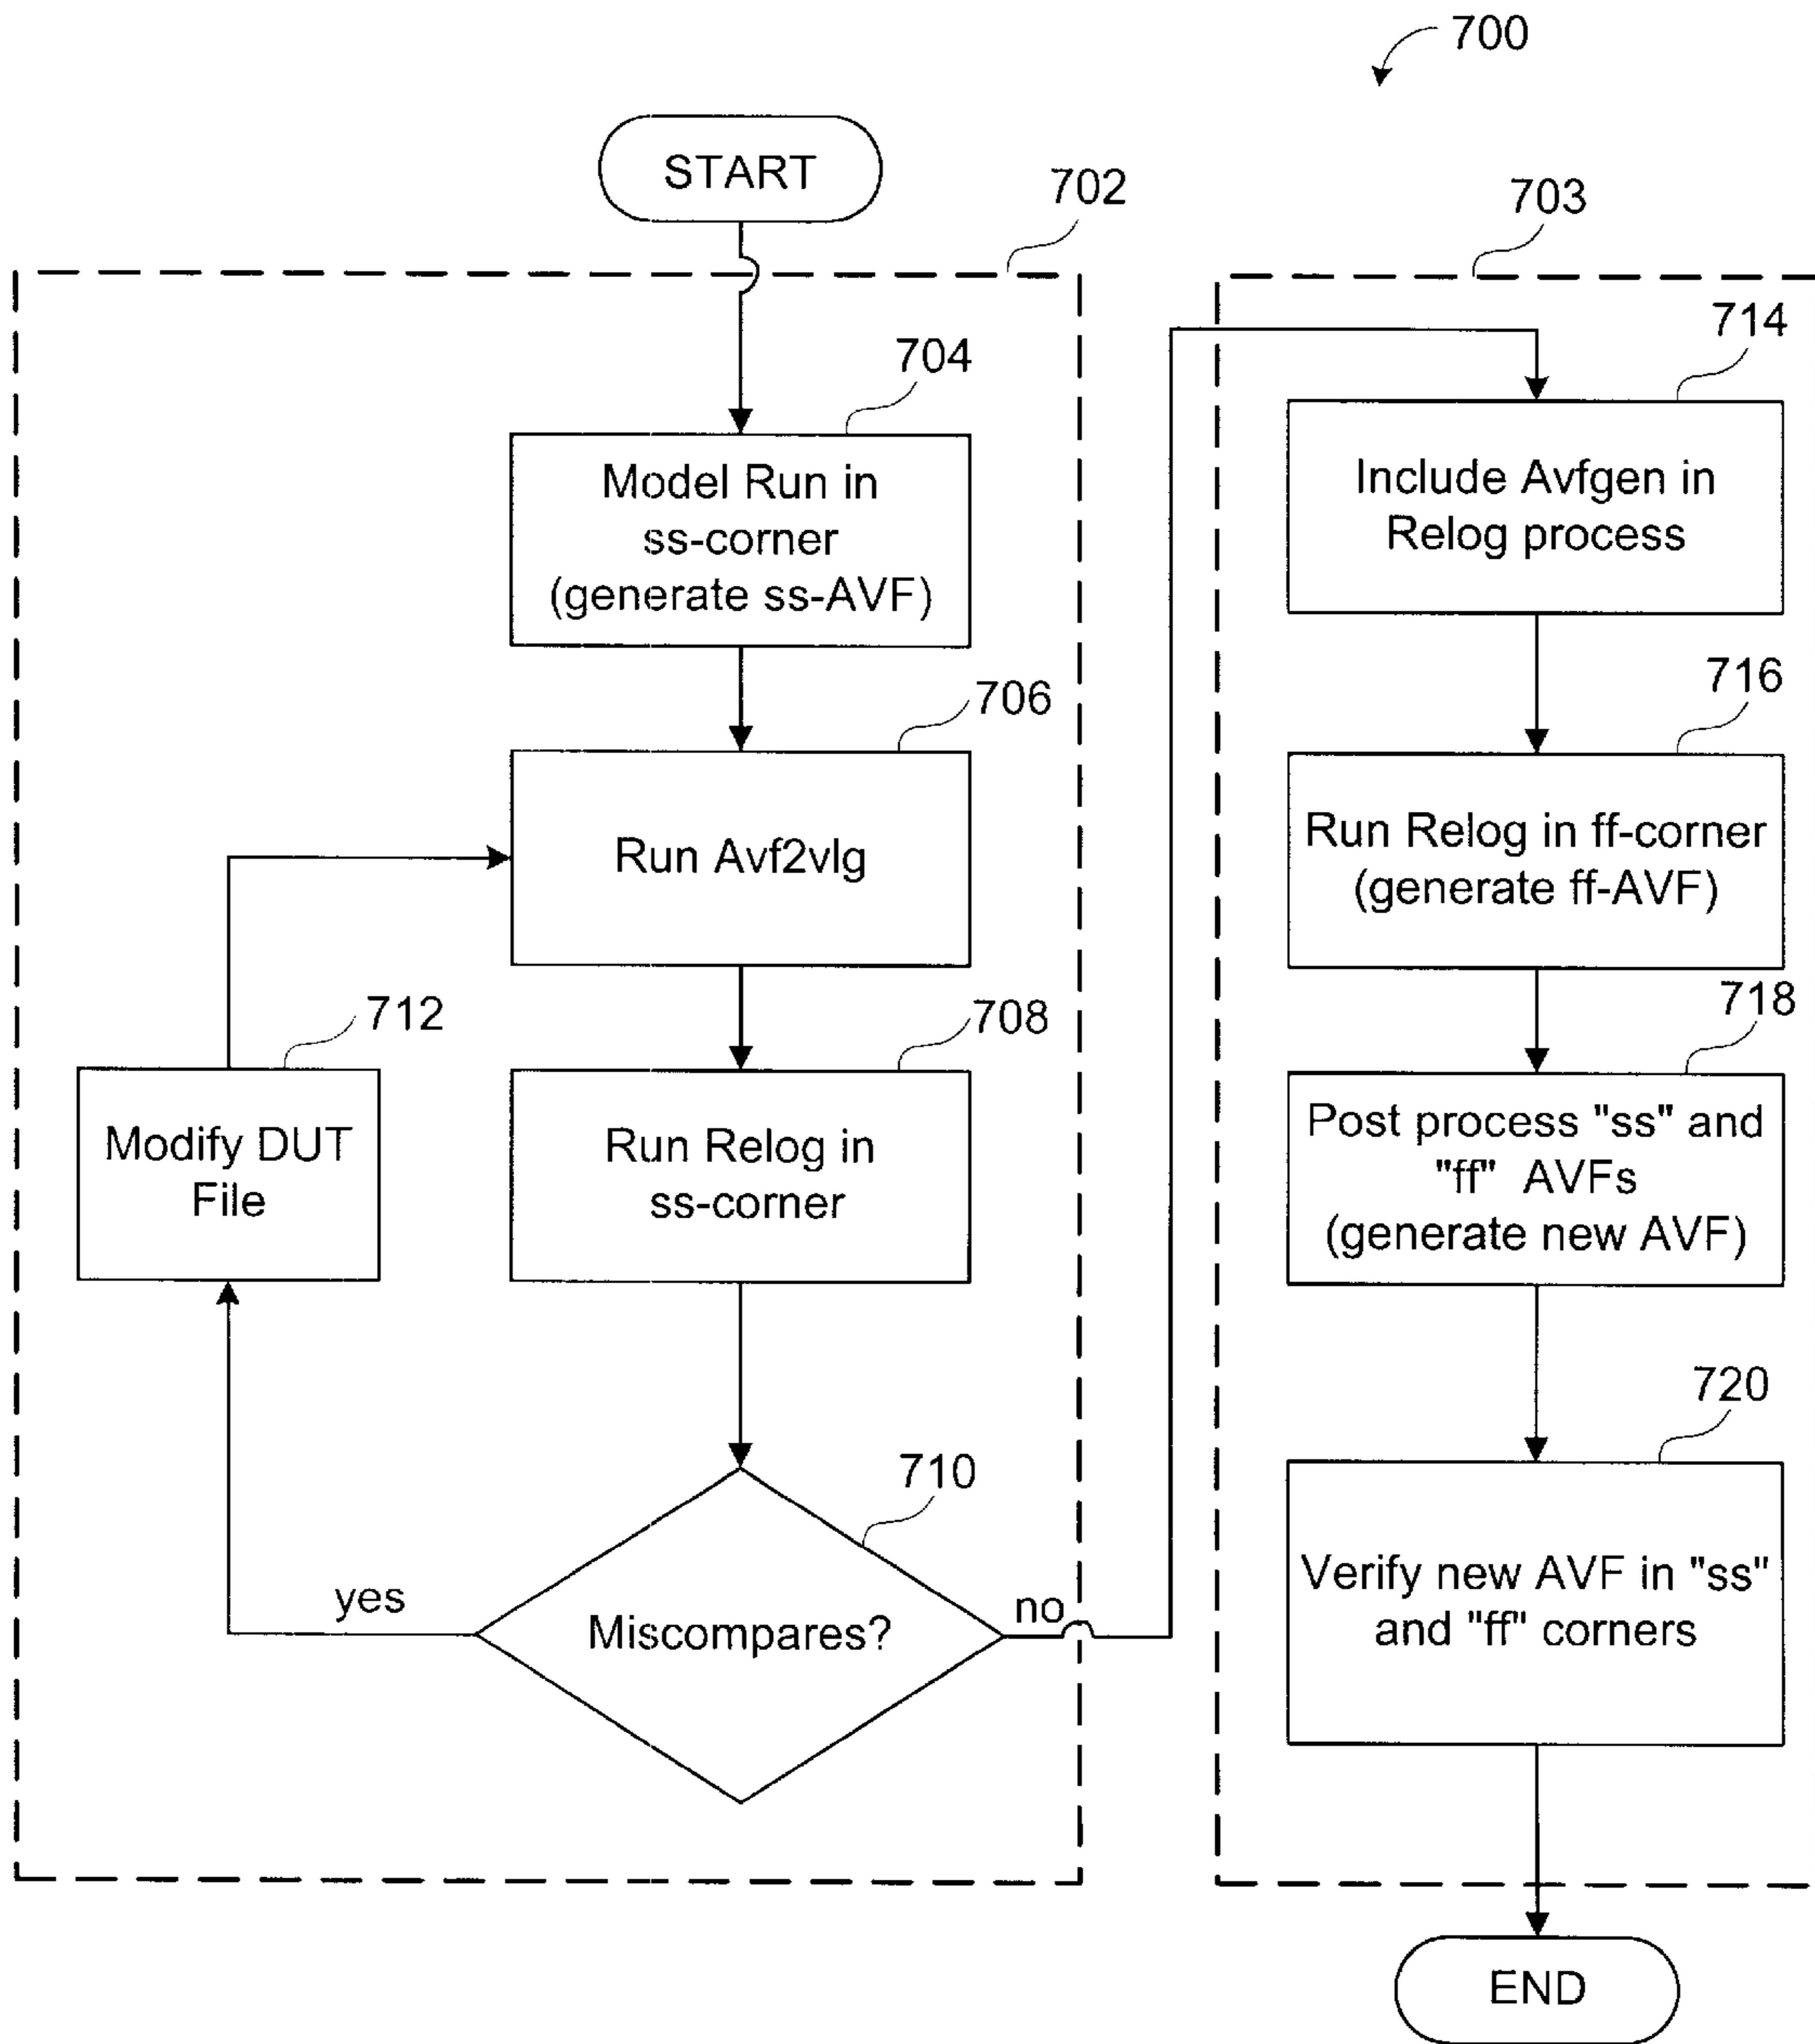 700
START
702
703
704
Model Run in
ss-corner
(generate ss-AVF)
706
Run Avf2vlg
712
Modify DUT
File
708
Run Relog in
ss-corner
710
Miscompares?
yes
no
714
Include Avfgen in
Relog process
716
Run Relog in ff-corner
(generate ff-AVF)
718
Post process "ss" and
"ff" AVFs
(generate new AVF)
720
Verify new AVF in "ss"
and "ff" corners
END